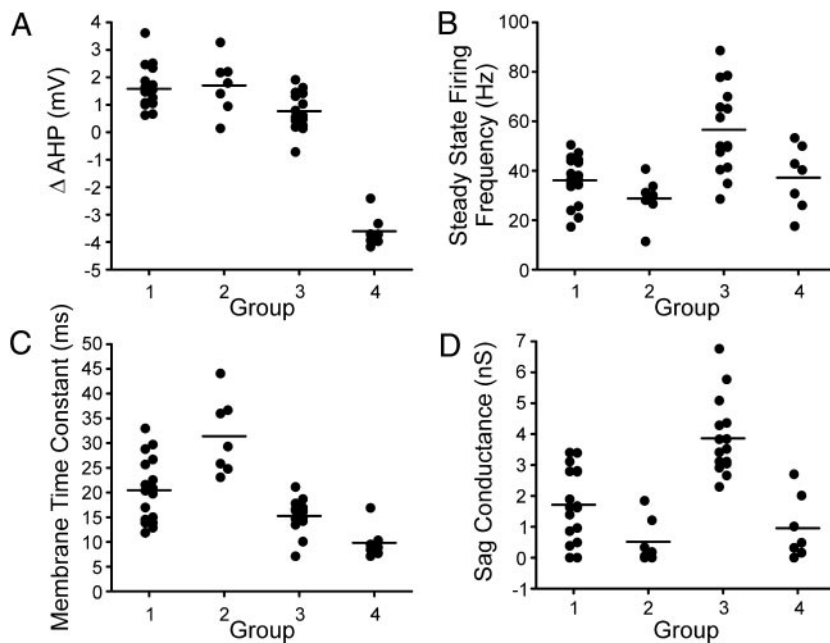 A
Δ AHP (mV)
4
3
2
1
0
-1
-2
-3
-4
-5
1 2 3 4
Group
B
Steady State Firing
Frequency (Hz)
100
80
60
40
20
0
1 2 3 4
Group
C
Membrane Time Constant (ms)
50
45
40
35
30
25
20
15
10
5
0
1 2 3 4
Group
D
Sag Conductance (nS)
7
6
5
4
3
2
1
0
-1
1 2 3 4
Group